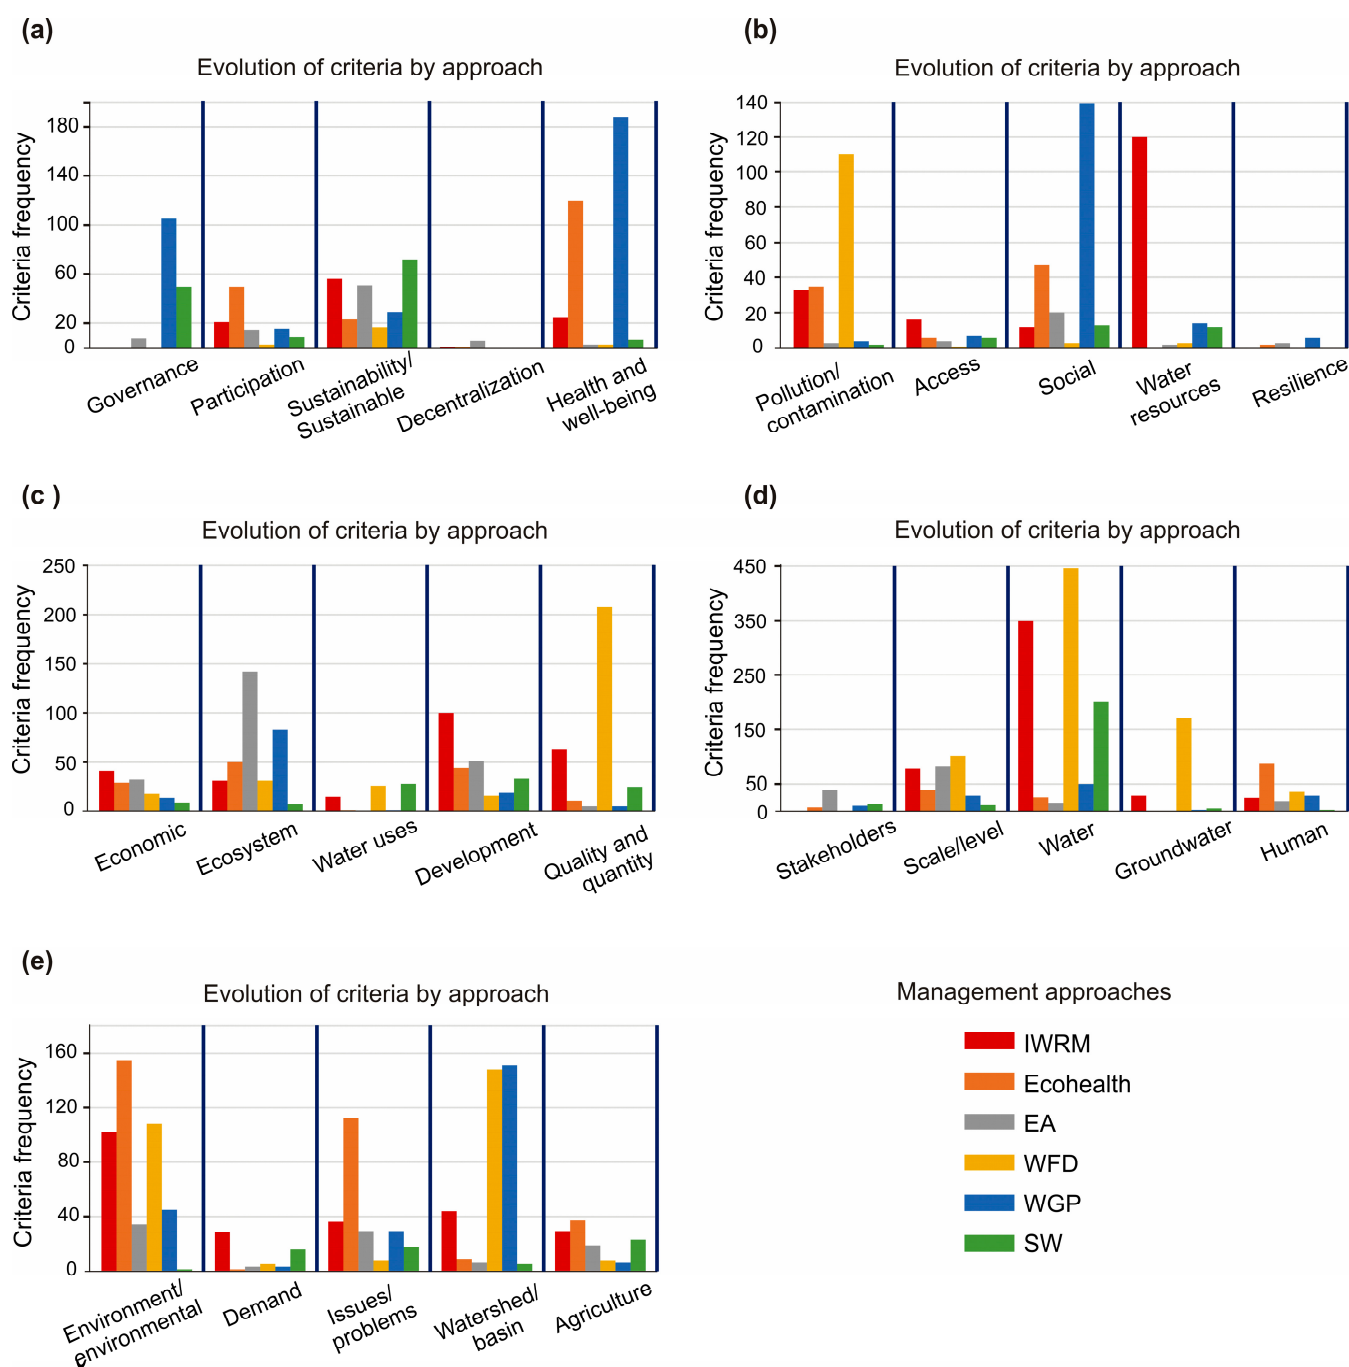 (a)
Evolution of criteria by approach
Criteria frequency
180
140
100
60
20
0
Governance
Participation
Sustainability/
Sustainable
Decentralization
Health and
well-being
(b)
Evolution of criteria by approach
Criteria frequency
140
120
100
80
60
40
20
0
Pollution/
contamination
Access
Social
Water
resources
Resilience
(c )
Evolution of criteria by approach
Criteria frequency
250
200
150
100
50
0
Economic
Ecosystem
Water uses
Development
Quality and
quantity
(d)
Evolution of criteria by approach
Criteria frequency
450
350
250
150
50
0
Stakeholders
Scale/level
Water
Groundwater
Human
(e)
Evolution of criteria by approach
Criteria frequency
160
120
80
40
0
Environment/
environmental
Demand
Issues/
problems
Watershed/
basin
Agriculture
Management approaches
IWRM
Ecohealth
EA
WFD
WGP
SW